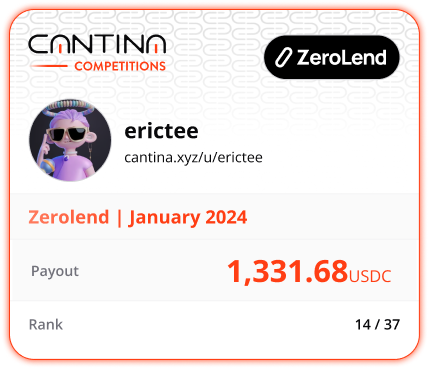 CANTINA
COMPETITIONS
ZeroLend
erictee
cantina.xyz/u/erictee
Zerolend | January 2024
Payout
1,331.68USDC
Rank
14 / 37